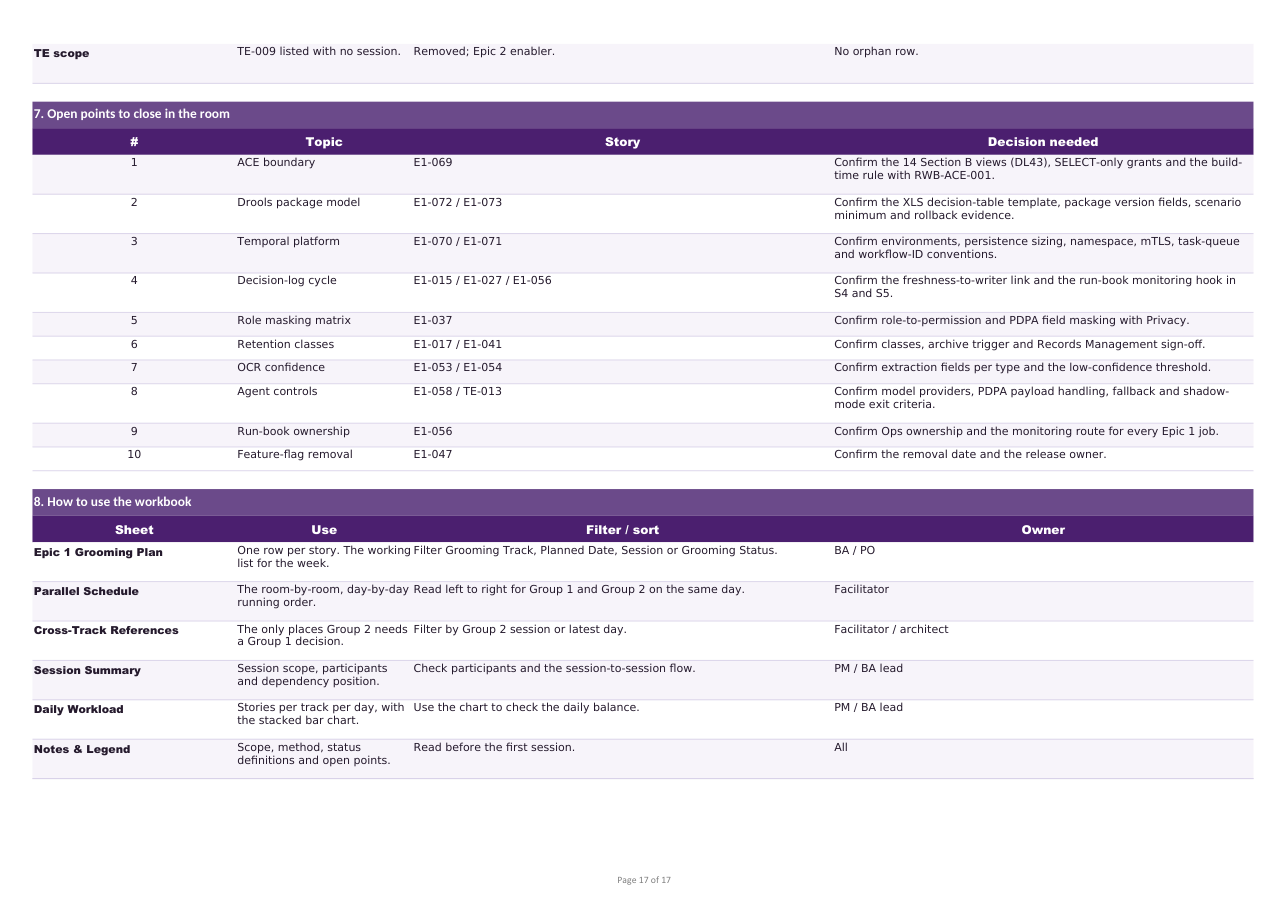 TE scope TE-009 listed with no session. Removed; Epic 2 enabler. No orphan row.
7. Open points to close in the room
# Topic Story Decision needed
1 ACE boundary E1-069 Confirm the 14 Section B views (DL43), SELECT-only grants and the build-
time rule with RWB-ACE-001.
2 Drools package model E1-072 / E1-073 Confirm the XLS decision-table template, package version fields, scenario
minimum and rollback evidence.
3 Temporal platform E1-070 / E1-071 Confirm environments, persistence sizing, namespace, mTLS, task-queue
and workflow-ID conventions.
4 Decision-log cycle E1-015 / E1-027 / E1-056 Confirm the freshness-to-writer link and the run-book monitoring hook in
S4 and S5.
5 Role masking matrix E1-037 Confirm role-to-permission and PDPA field masking with Privacy.
6 Retention classes E1-017 / E1-041 Confirm classes, archive trigger and Records Management sign-off.
7 OCR confidence E1-053 / E1-054 Confirm extraction fields per type and the low-confidence threshold.
8 Agent controls E1-058 / TE-013 Confirm model providers, PDPA payload handling, fallback and shadow-
mode exit criteria.
9 Run-book ownership E1-056 Confirm Ops ownership and the monitoring route for every Epic 1 job.
10 Feature-flag removal E1-047 Confirm the removal date and the release owner.
8. How to use the workbook
Sheet Use Filter / sort Owner
Epic 1 Grooming Plan One row per story. The working Filter Grooming Track, Planned Date, Session or Grooming Status. BA / PO
list for the week.
Parallel Schedule The room-by-room, day-by-day Read left to right for Group 1 and Group 2 on the same day. Facilitator
running order.
Cross-Track References The only places Group 2 needs Filter by Group 2 session or latest day. Facilitator / architect
a Group 1 decision.
Session Summary Session scope, participants Check participants and the session-to-session flow. PM / BA lead
and dependency position.
Daily Workload Stories per track per day, with Use the chart to check the daily balance. PM / BA lead
the stacked bar chart.
Notes & Legend Scope, method, status Read before the first session. All
definitions and open points.
Page 17 of 17